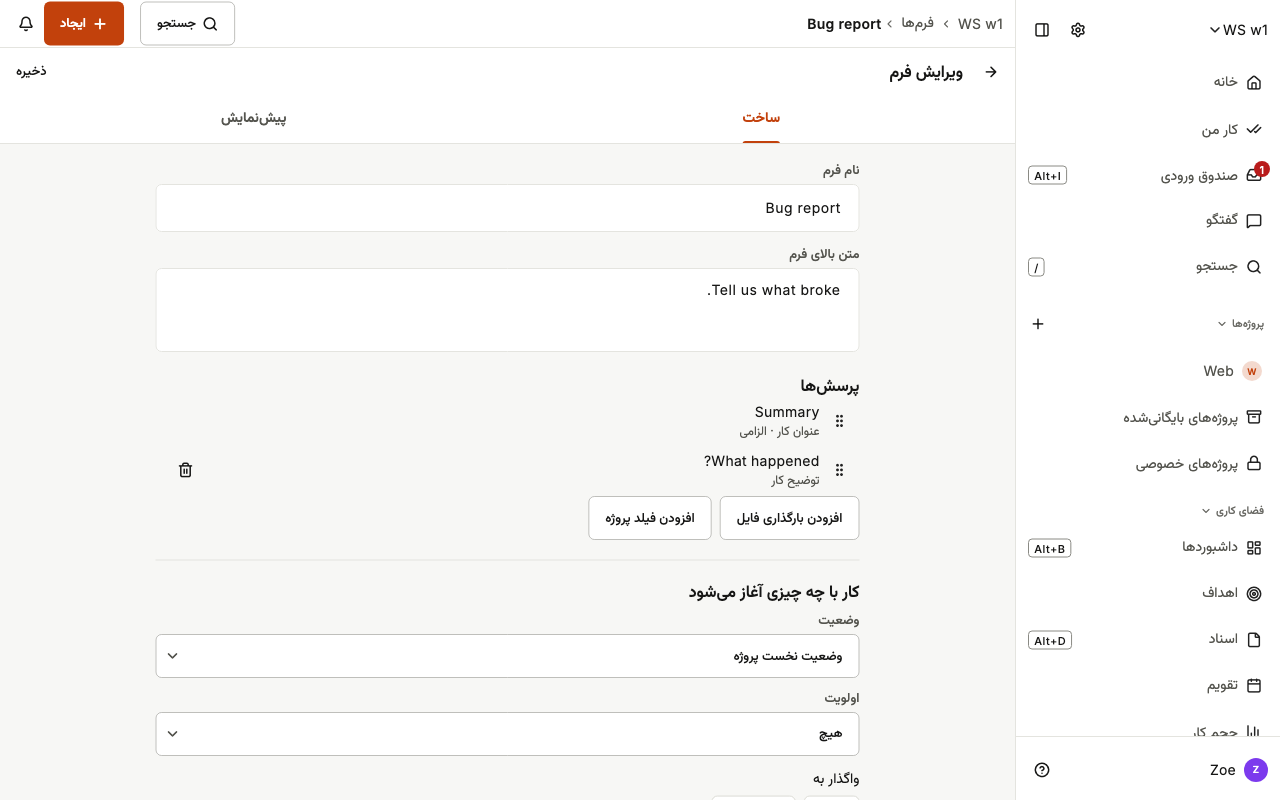 WS w1
خانه
کار من
صندوق ورودی
1
Alt+I
گفتگو
جستجو
/
پروژه‌ها
W
Web
پروژه‌های بایگانی‌شده
پروژه‌های خصوصی
فضای کاری
داشبوردها
Alt+B
اهداف
اسناد
Alt+D
تقویم
حجم کار
Z
Zoe
WS w1 › فرم‌ها › Bug report
جستجو
ایجاد
ویرایش فرم
ذخیره
ساخت
پیش‌نمایش
نام فرم
Bug report
متن بالای فرم
Tell us what broke.
پرسش‌ها
Summary
عنوان کار · الزامی
What happened?
توضیح کار
افزودن بارگذاری فایل
افزودن فیلد پروژه
کار با چه چیزی آغاز می‌شود
وضعیت
وضعیت نخست پروژه
اولویت
هیچ
واگذار به